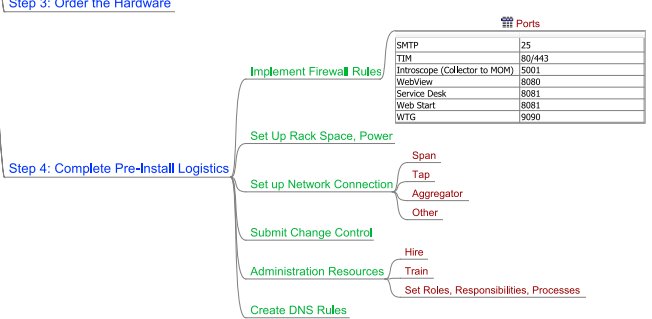 Step 3: Order the Hardware
Ports
SMTP 25
TIM 80/443
Introscope (Collector to MOM) 5001
WebView 8080
Service Desk 8081
Web Start 8081
WTG 9090
Implement Firewall Rules
Set Up Rack Space, Power
Step 4: Complete Pre-Install Logistics
Set up Network Connection
Span
Tap
Aggregator
Other
Submit Change Control
Administration Resources
Hire
Train
Set Roles, Responsibilities, Processes
Create DNS Rules